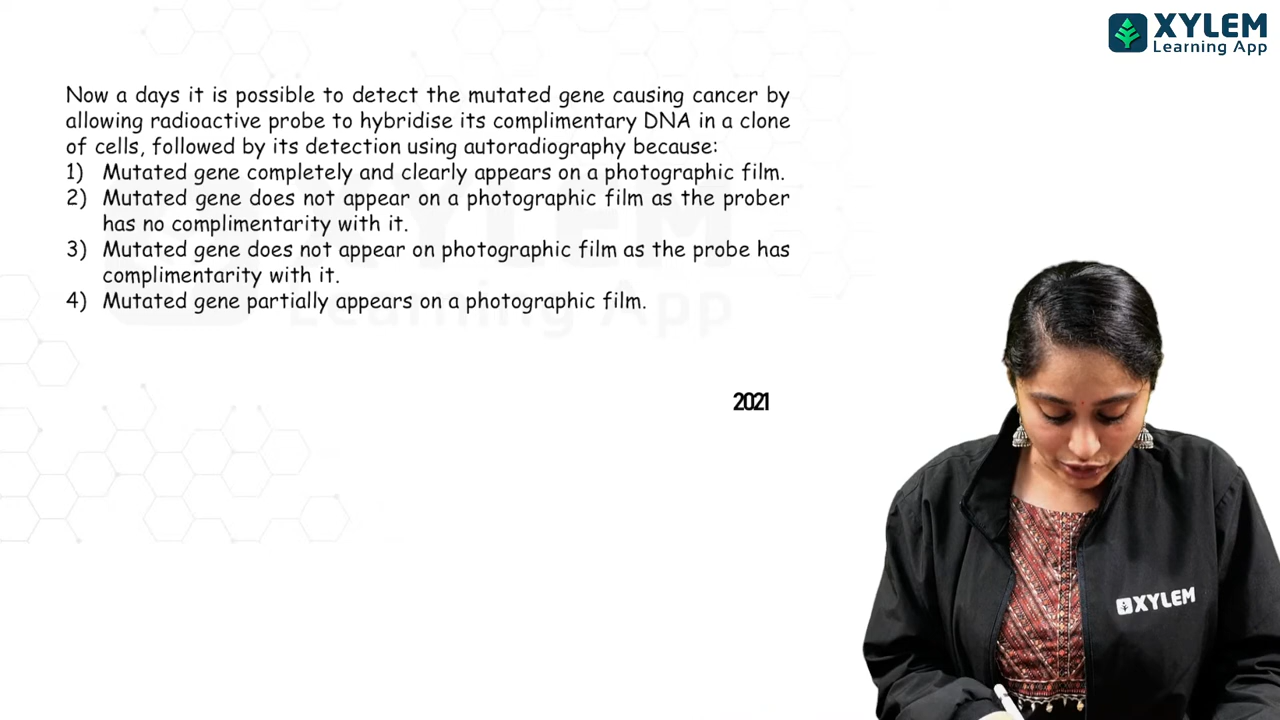 XYLEM
Learning App
Now a days it is possible to detect the mutated gene causing cancer by
allowing radioactive probe to hybridise its complimentary DNA in a clone
of cells, followed by its detection using autoradiography because:
1) Mutated gene completely and clearly appears on a photographic film.
2) Mutated gene does not appear on a photographic film as the prober
has no complimentarity with it.
3) Mutated gene does not appear on photographic film as the probe has
complimentarity with it.
4) Mutated gene partially appears on a photographic film.
XYLEM
Learning App
2021
XYLEM